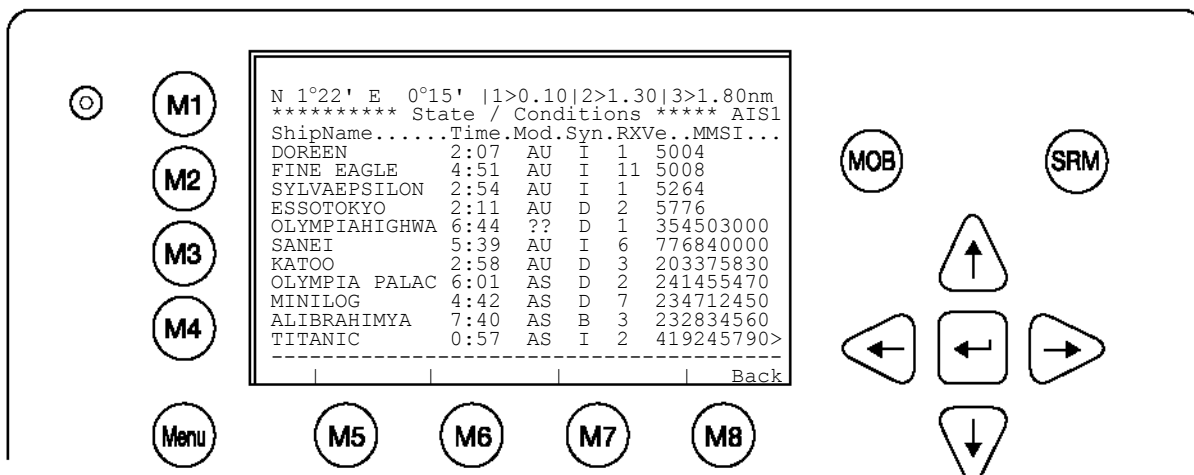 N 1°22' E  0°15' |1>0.10|2>1.30|3>1.80nm
********** State / Conditions ***** AIS1
ShipName......Time.Mod.Syn.RXVe..MMSI...
DOREEN        2:07  AU  I  1  5004
FINE EAGLE    4:51  AU  I  11 5008
SYLVAEPSILON  2:54  AU  I  1  5264
ESSOTOKYO     2:11  AU  D  2  5776
OLYMPIAHIGHWA 6:44  ??  D  1  354503000
SANEI         5:39  AU  I  6  776840000
KATOO         2:58  AU  D  3  203375830
OLYMPIA PALAC 6:01  AS  D  2  241455470
MINILOG       4:42  AS  D  7  234712450
ALIBRAHIMYA   7:40  AS  B  3  232834560
TITANIC       0:57  AS  I  2  419245790>
----------------------------------------
| | | | Back
M1
M2
M3
M4
Menu
M5
M6
M7
M8
MOB
SRM